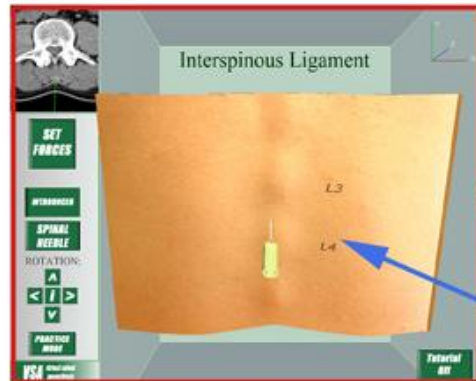 Interspinous Ligament
SET
FORCES
INTRODUCER
SPINAL
NEEDLE
ROTATION:
< I >
PRACTICE
MODE
VSA
L3
L4
Tutorial
Off